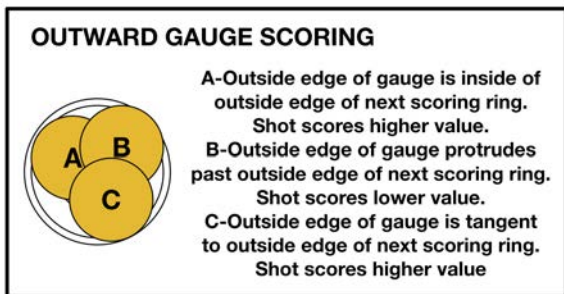 OUTWARD GAUGE SCORING
A-Outside edge of gauge is inside of
outside edge of next scoring ring.
Shot scores higher value.
B-Outside edge of gauge protrudes
past outside edge of next scoring ring.
Shot scores lower value.
C-Outside edge of gauge is tangent
to outside edge of next scoring ring.
Shot scores higher value
A
B
C